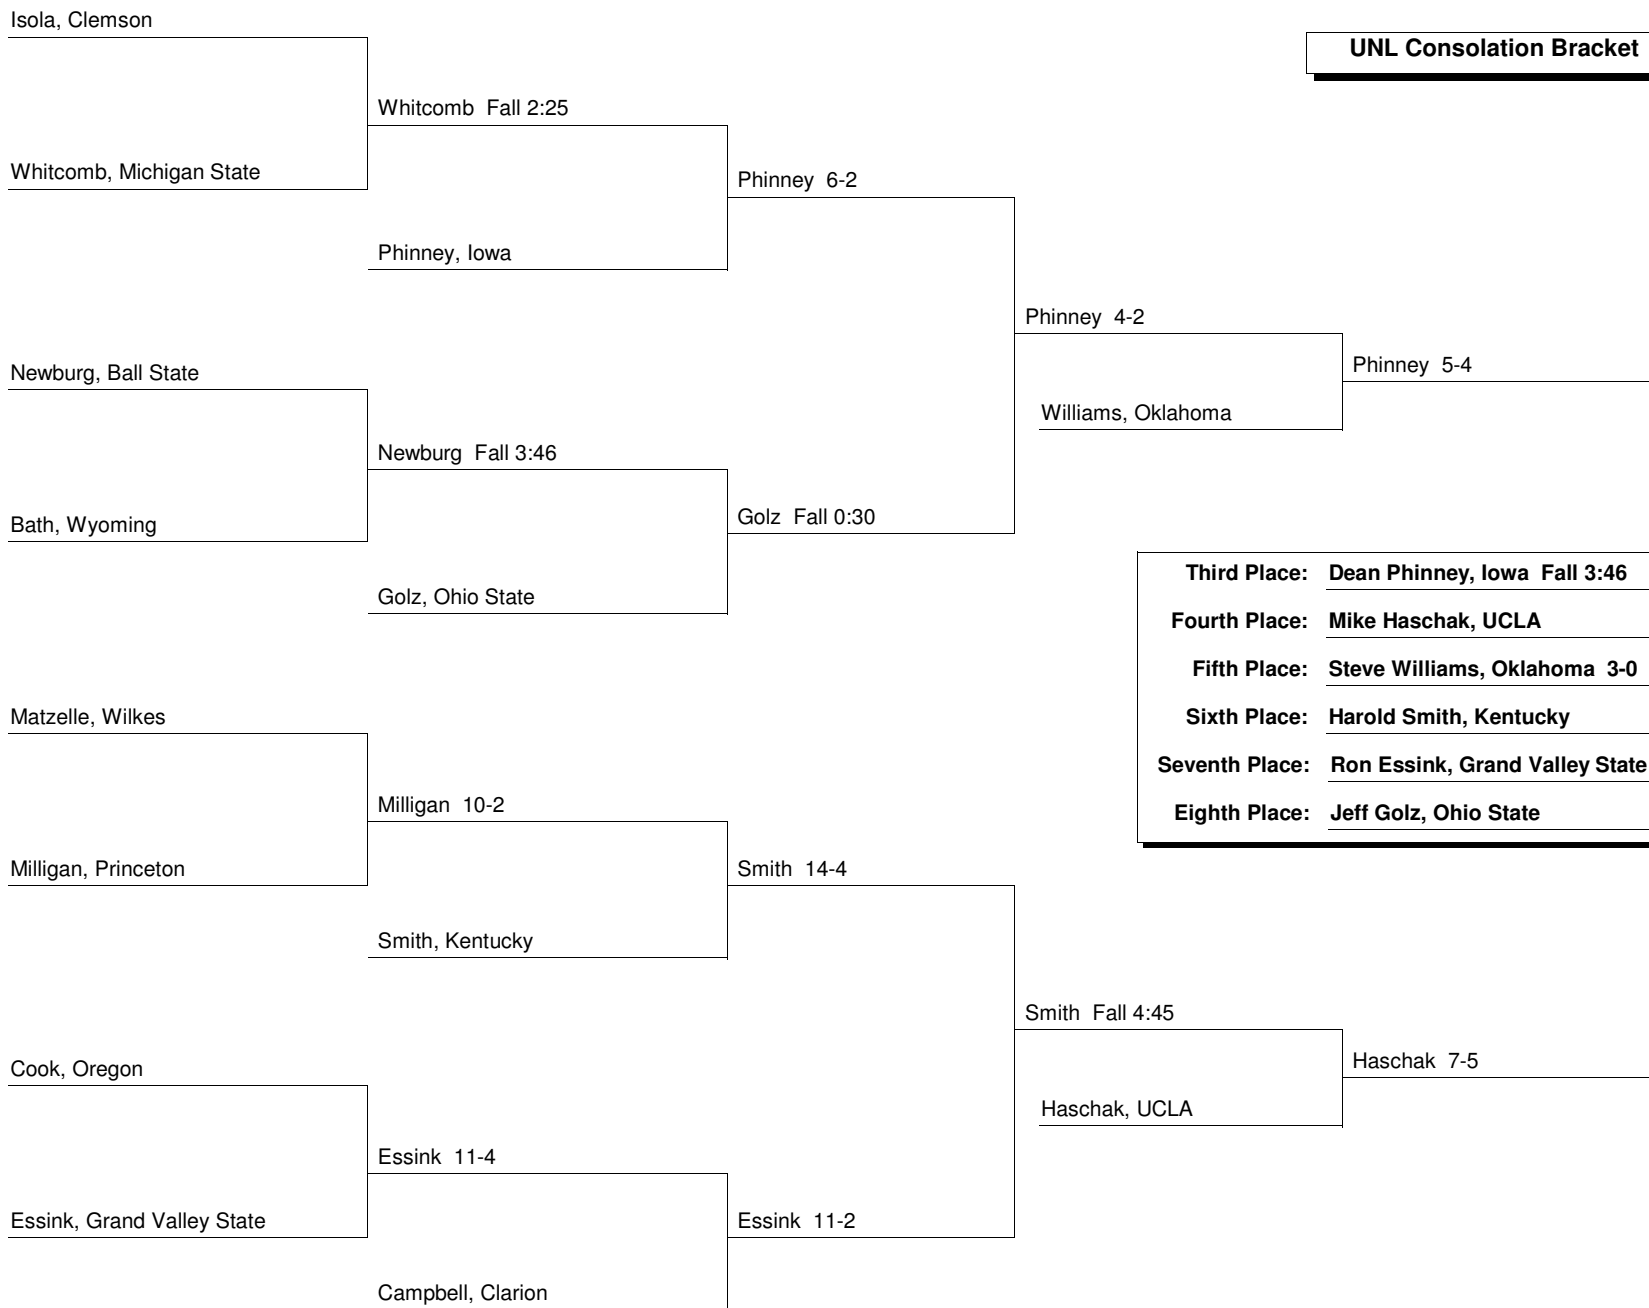 Isola, Clemson
UNL Consolation Bracket
Whitcomb  Fall 2:25
Whitcomb, Michigan State
Phinney  6-2
Phinney, Iowa
Phinney  4-2
Newburg, Ball State
Phinney  5-4
Williams, Oklahoma
Newburg  Fall 3:46
Bath, Wyoming
Golz  Fall 0:30
Golz, Ohio State
Third Place: Dean Phinney, Iowa  Fall 3:46
Fourth Place: Mike Haschak, UCLA
Fifth Place: Steve Williams, Oklahoma  3-0
Sixth Place: Harold Smith, Kentucky
Seventh Place: Ron Essink, Grand Valley State
Eighth Place: Jeff Golz, Ohio State
Matzelle, Wilkes
Milligan  10-2
Milligan, Princeton
Smith  14-4
Smith, Kentucky
Smith  Fall 4:45
Cook, Oregon
Haschak  7-5
Haschak, UCLA
Essink  11-4
Essink, Grand Valley State
Essink  11-2
Campbell, Clarion